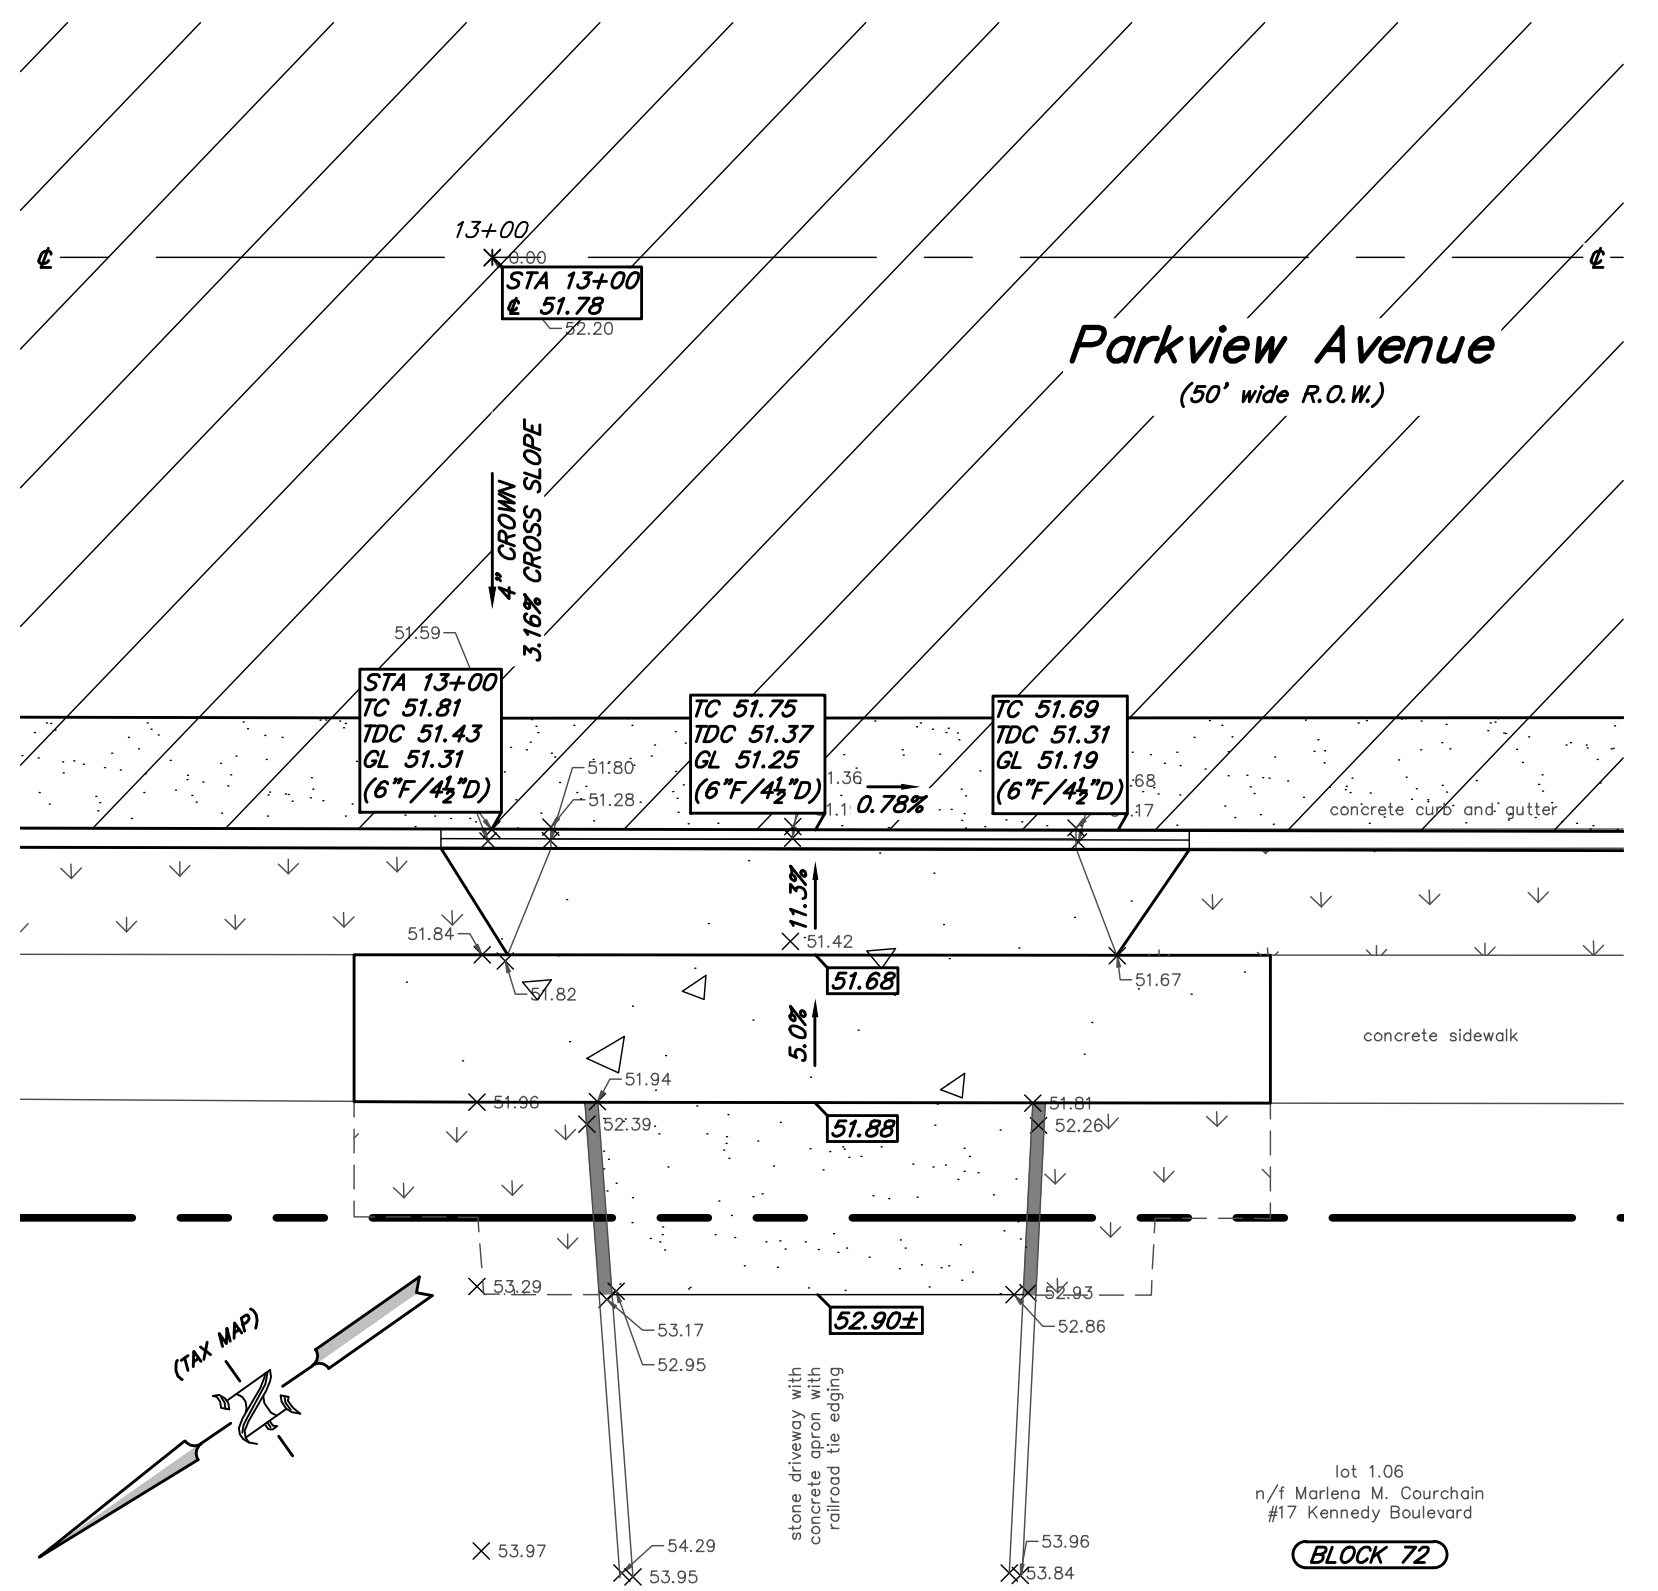 13+00
℄
0.00
℄
STA 13+00
℄ 51.78
52.20
Parkview Avenue
(50' wide R.O.W.)
4" CROWN
3.16% CROSS SLOPE
51.59
STA 13+00
TC 51.81
TDC 51.43
GL 51.31
(6"F/4½"D)
51.80
51.28
TC 51.75
TDC 51.37
GL 51.25
(6"F/4½"D)
1.36
0.78%
TC 51.69
TDC 51.31
GL 51.19
(6"F/4½"D)
.68
.17
concrete curb and gutter
11.3%
51.84
51.42
51.82
51.68
51.67
5.0%
concrete sidewalk
51.94
51.96
51.81
52.39
51.88
52.26
53.29
52.93
52.90±
53.17
52.86
52.95
(TAX MAP)
stone driveway with
concrete apron with
railroad tie edging
lot 1.06
n/f Marlena M. Courchain
#17 Kennedy Boulevard
BLOCK 72
53.97
54.29
53.95
53.96
53.84